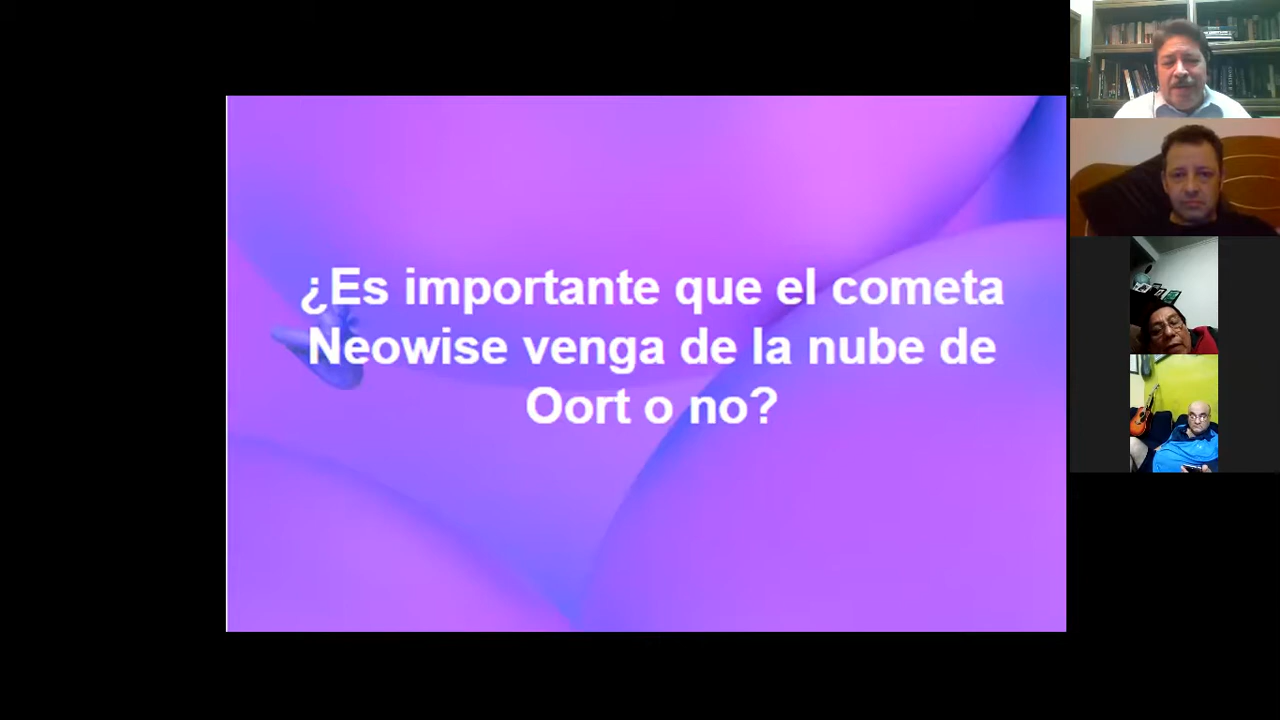 ¿Es importante que el cometa
Neowise venga de la nube de
Oort o no?